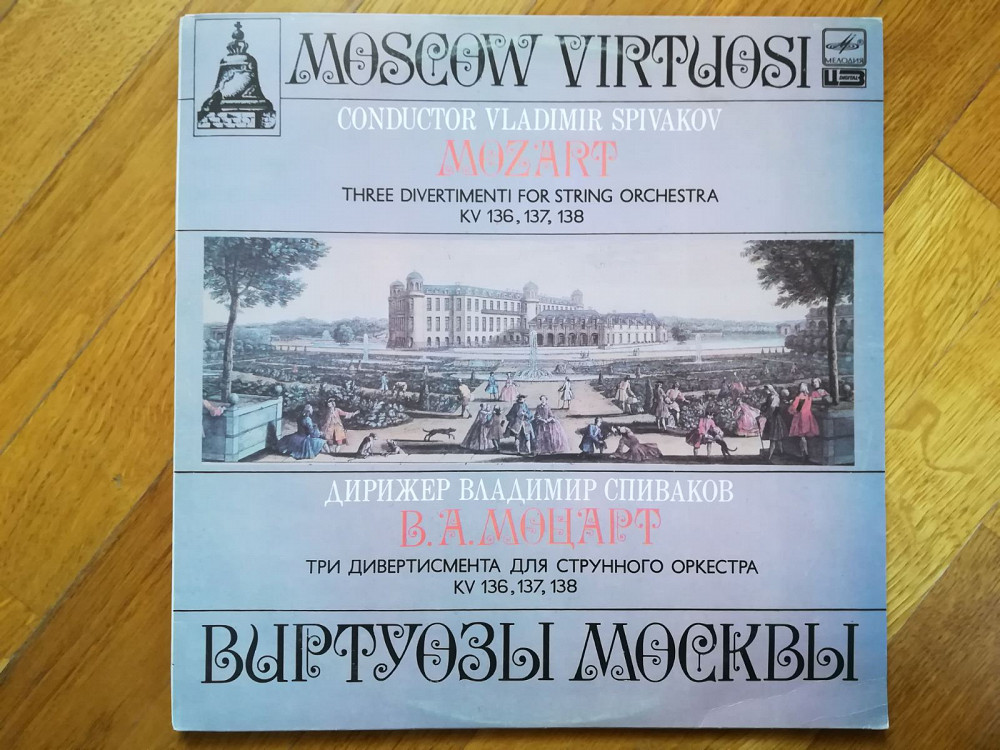 MOSCOW VIRTUOSI
МЕЛОДИЯ
CONDUCTOR VLADIMIR SPIVAKOV
MOZART
THREE DIVERTIMENTI FOR STRING ORCHESTRA
KV 136, 137, 138
ДИРИЖЕР ВЛАДИМИР СПИВАКОВ
В.А.МОЦАРТ
ТРИ ДИВЕРТИСМЕНТА ДЛЯ СТРУННОГО ОРКЕСТРА
KV 136, 137, 138
ВИРТУОЗЫ МОСКВЫ